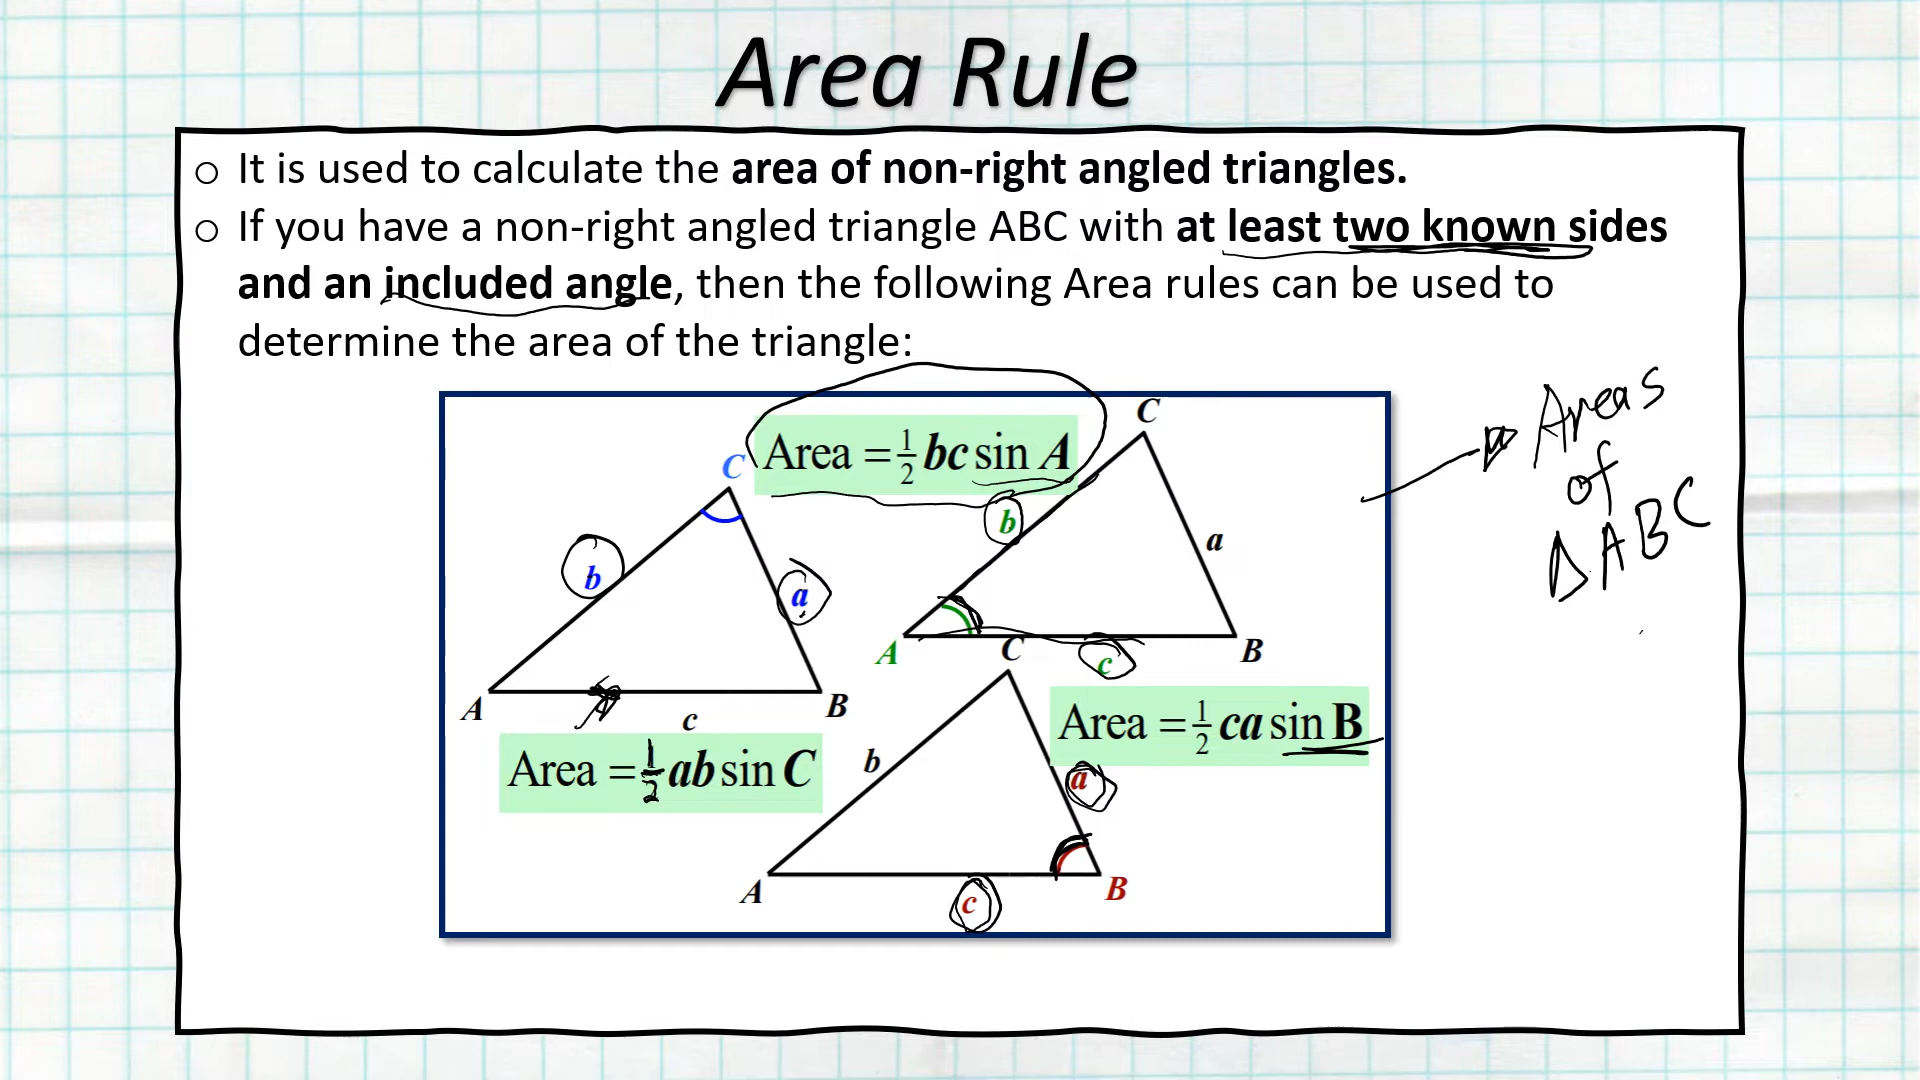 Area Rule
○ It is used to calculate the area of non-right angled triangles.
○ If you have a non-right angled triangle ABC with at least two known sides
and an included angle, then the following Area rules can be used to
determine the area of the triangle:
Area = 1/2 bc sin A
C
b
a
A
B
c
Area = 1/2 ab sin C
C
b
a
A
B
c
C
b
a
A
B
c
Area = 1/2 ca sin B
Areas
of
Δ ABC